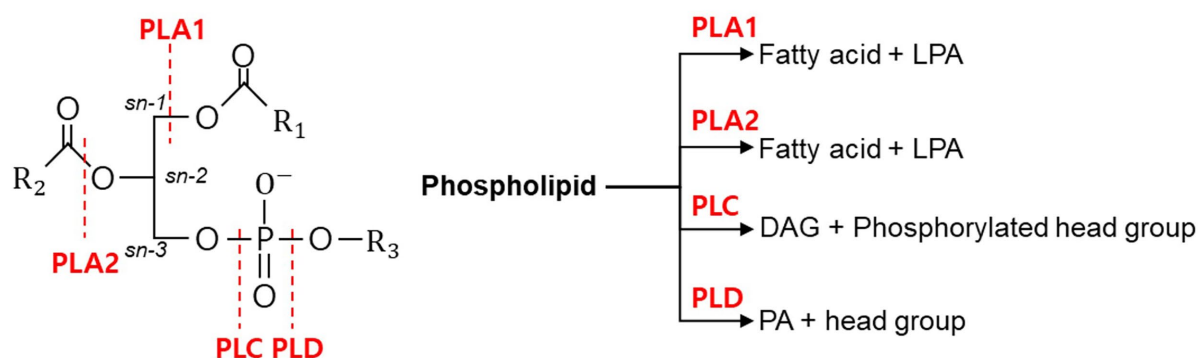 PLA1
O
sn-1
O
R1
O
R2
O
sn-2
O−
PLA2
sn-3
O
P
O
R3
O
PLC
PLD
PLA1
Fatty acid + LPA
PLA2
Fatty acid + LPA
Phospholipid
PLC
DAG + Phosphorylated head group
PLD
PA + head group